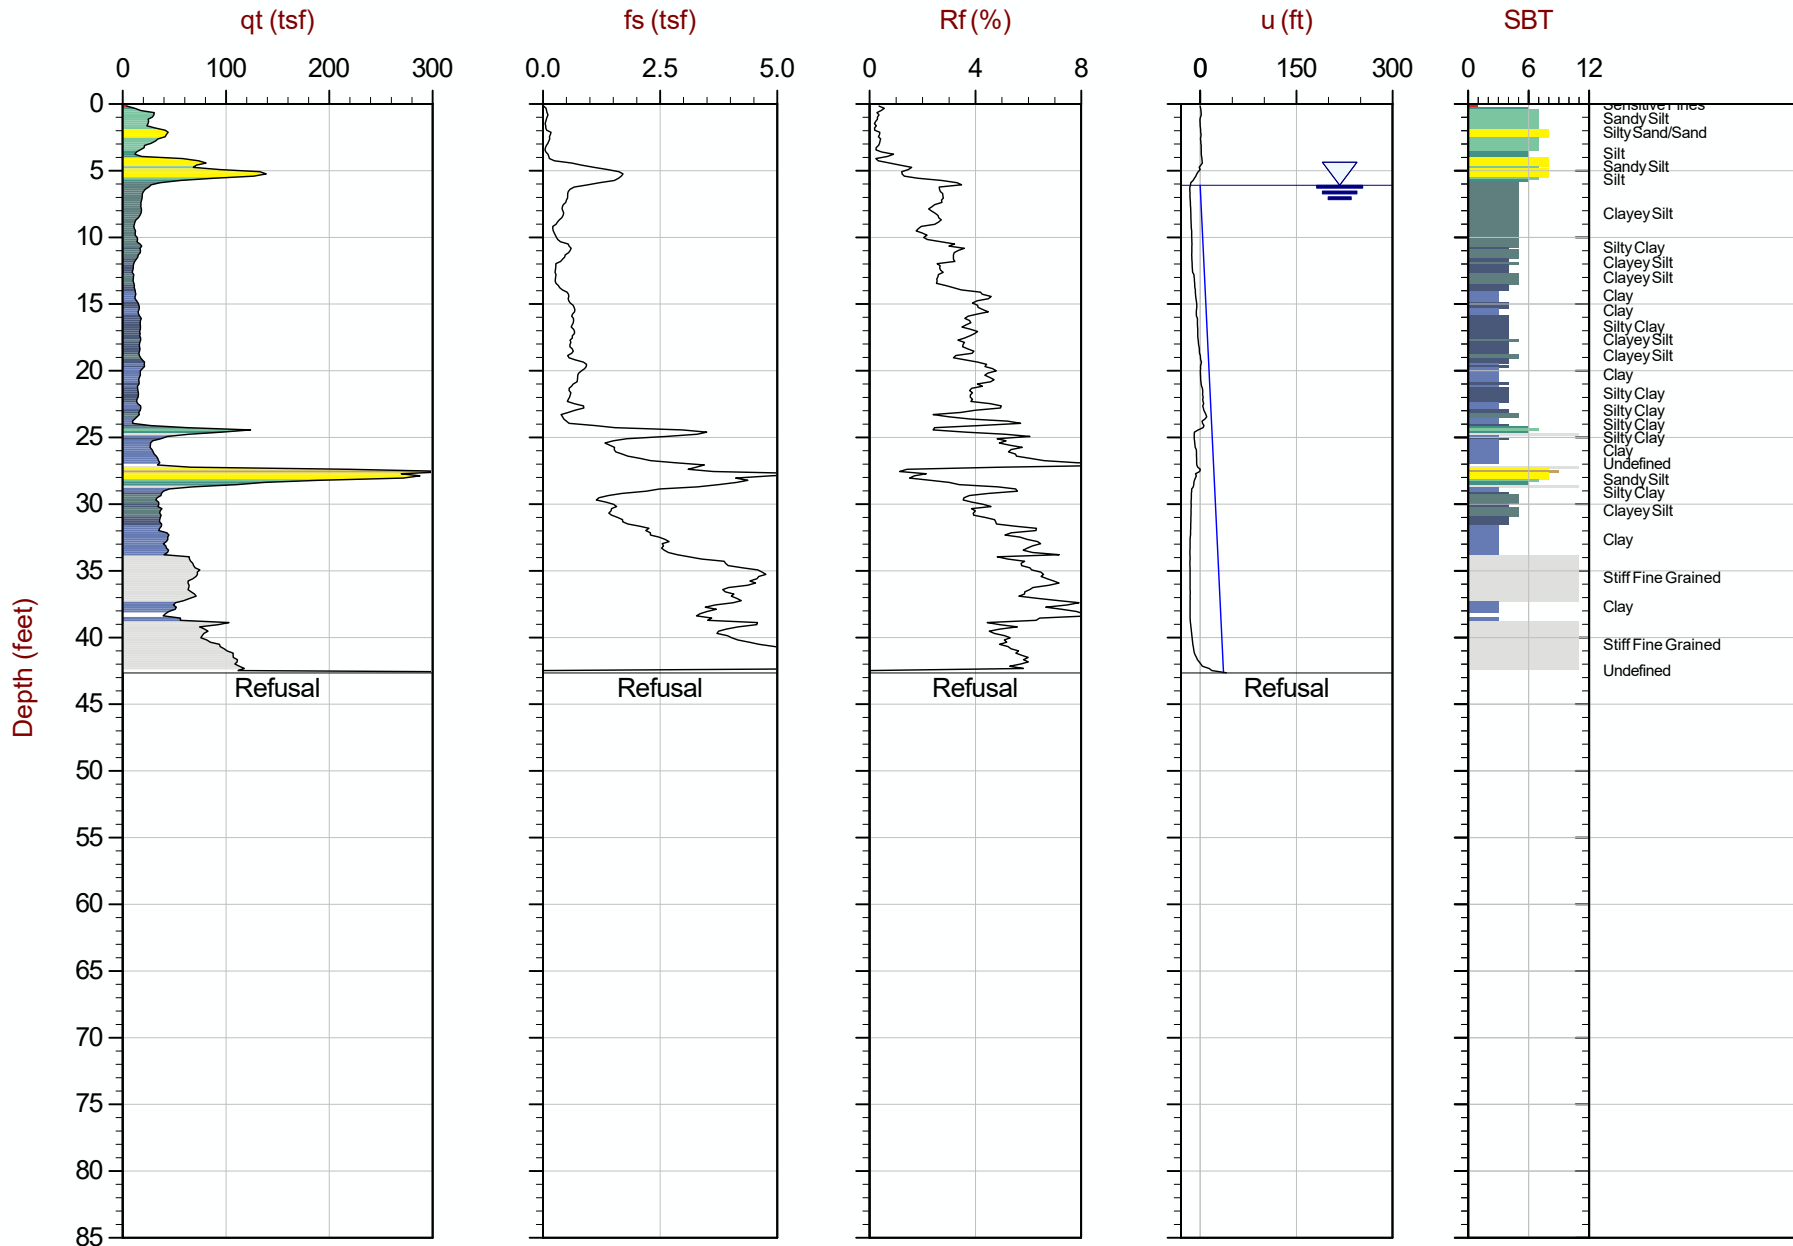 qt (tsf) fs (tsf) Rf (%) u (ft) SBT
0 100 200 300 0.0 2.5 5.0 0 4 8 0 150 300 0 6 12
0
5
10
15
20
25
30
35
40
45
50
55
60
65
70
75
80
85
Depth (feet)
Refusal Refusal Refusal Refusal
Sensitive Fines
Sandy Silt
Silty Sand/Sand
Silt
Sandy Silt
Silt
Clayey Silt
Silty Clay
Clayey Silt
Clayey Silt
Clay
Clay
Silty Clay
Clayey Silt
Clayey Silt
Clay
Silty Clay
Silty Clay
Silty Clay
Silty Clay
Clay
Undefined
Sandy Silt
Silty Clay
Clayey Silt
Clay
Stiff Fine Grained
Clay
Stiff Fine Grained
Undefined